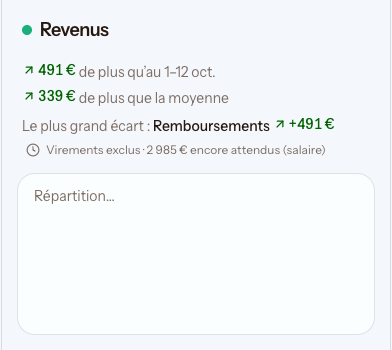 Revenus
↗ 491 € de plus qu'au 1–12 oct.
↗ 339 € de plus que la moyenne
Le plus grand écart : Remboursements ↗ +491 €
Virements exclus · 2 985 € encore attendus (salaire)
Répartition...